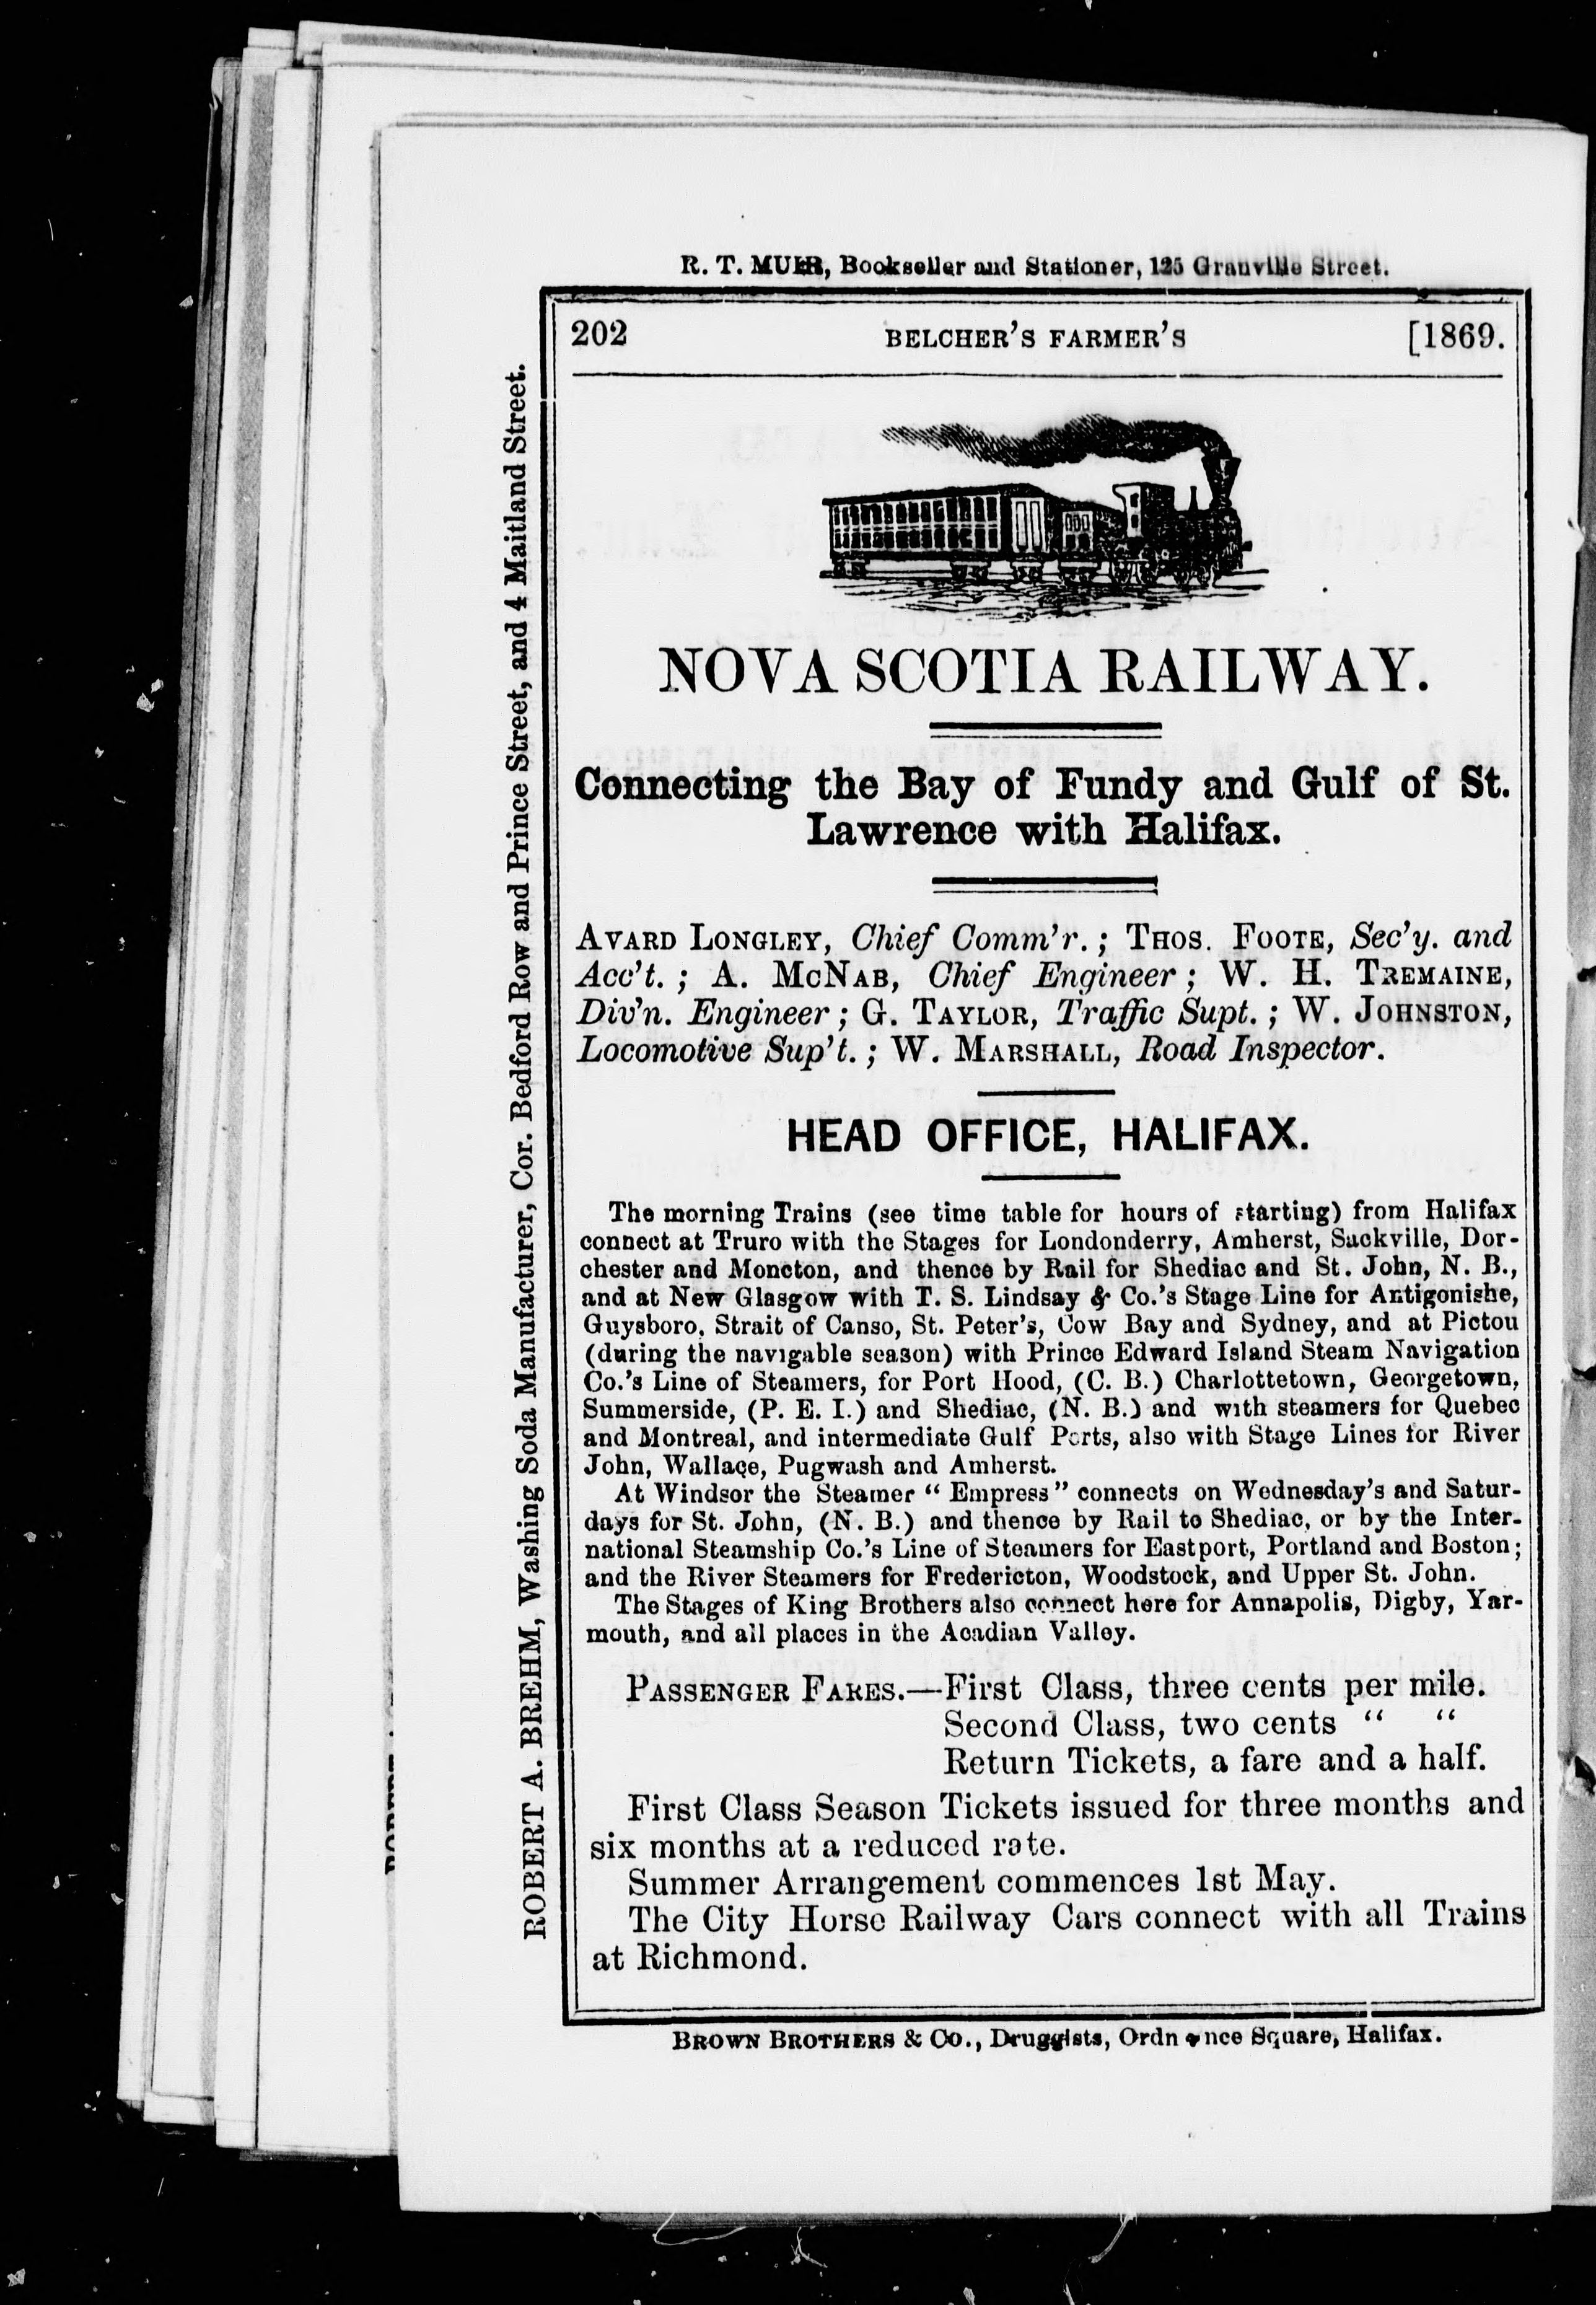 R. T. MUIR, Bookseller and Stationer, 125 Granville Street.
202 BELCHER'S FARMER'S [1869.
NOVA SCOTIA RAILWAY.
Connecting the Bay of Fundy and Gulf of St.
Lawrence with Halifax.
AVARD LONGLEY, Chief Comm'r.; THOS. FOOTE, Sec'y. and
Acc't.; A. McNAB, Chief Engineer; W. H. TREMAINE,
Div'n. Engineer; G. TAYLOR, Traffic Supt.; W. JOHNSTON,
Locomotive Sup't.; W. MARSHALL, Road Inspector.
HEAD OFFICE, HALIFAX.
The morning Trains (see time table for hours of starting) from Halifax
connect at Truro with the Stages for Londonderry, Amherst, Sackville, Dor-
chester and Moncton, and thence by Rail for Shediac and St. John, N. B.,
and at New Glasgow with T. S. Lindsay & Co.'s Stage Line for Antigonishe,
Guysboro, Strait of Canso, St. Peter's, Cow Bay and Sydney, and at Pictou
(during the navigable season) with Prince Edward Island Steam Navigation
Co.'s Line of Steamers, for Port Hood, (C. B.) Charlottetown, Georgetown,
Summerside, (P. E. I.) and Shediac, (N. B.) and with steamers for Quebec
and Montreal, and intermediate Gulf Ports, also with Stage Lines for River
John, Wallace, Pugwash and Amherst.
At Windsor the Steamer "Empress" connects on Wednesday's and Satur-
days for St. John, (N. B.) and thence by Rail to Shediac, or by the Inter-
national Steamship Co.'s Line of Steamers for Eastport, Portland and Boston;
and the River Steamers for Fredericton, Woodstock, and Upper St. John.
The Stages of King Brothers also connect here for Annapolis, Digby, Yar-
mouth, and all places in the Acadian Valley.
PASSENGER FARES.—First Class, three cents per mile.
Second Class, two cents " "
Return Tickets, a fare and a half.
First Class Season Tickets issued for three months and
six months at a reduced rate.
Summer Arrangement commences 1st May.
The City Horse Railway Cars connect with all Trains
at Richmond.
BROWN BROTHERS & CO., Druggists, Ordnance Square, Halifax.
ROBERT A. BREHM, Washing Soda Manufacturer, Cor. Bedford Row and Prince Street, and 4 Maitland Street.